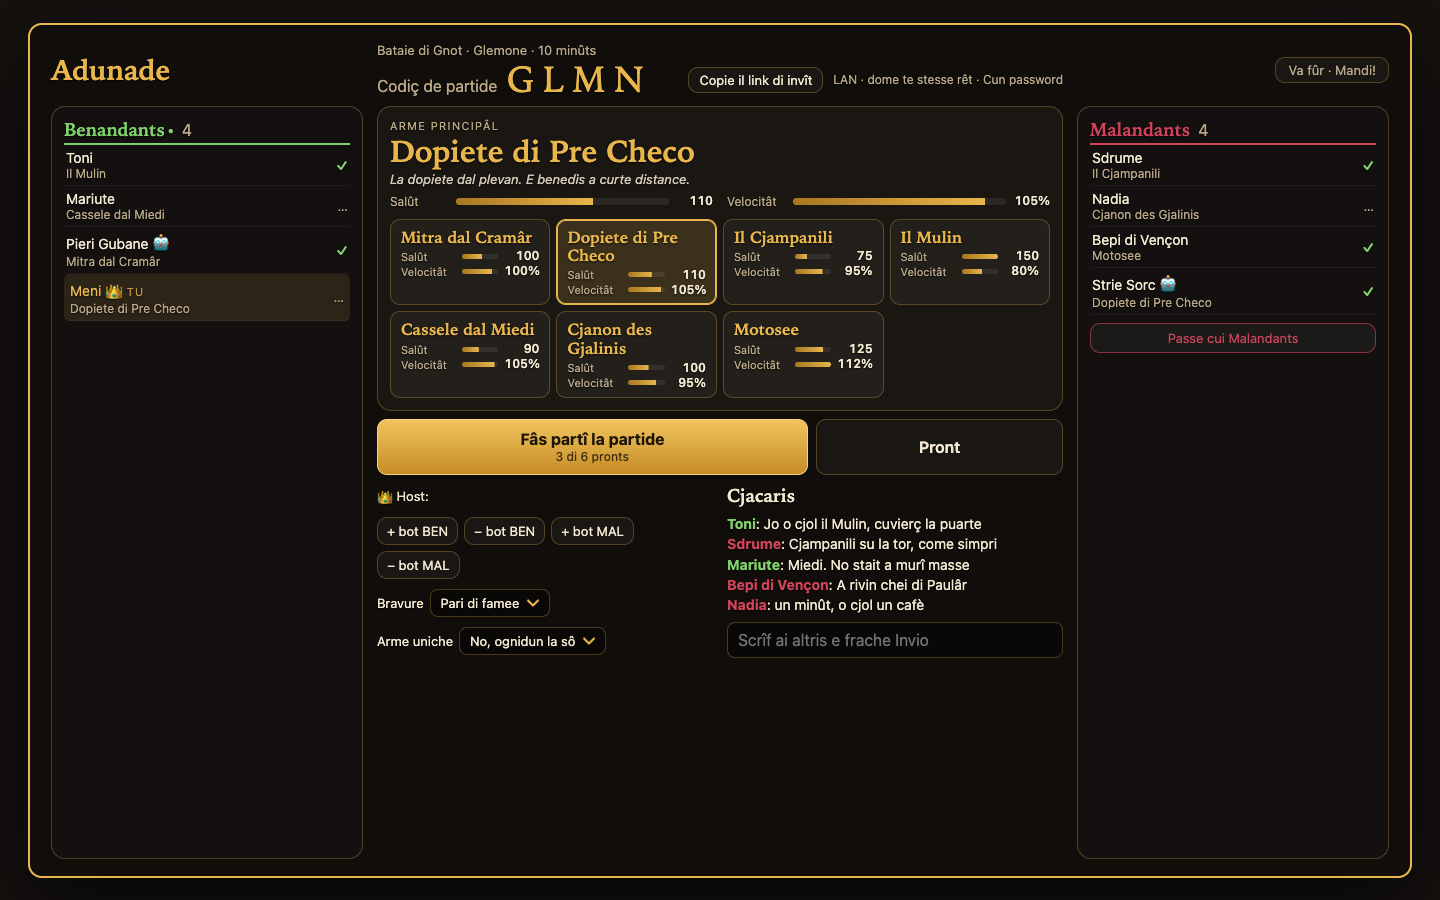 Adunade
Bataie di Gnot · Glemone · 10 minûts
Codiç de partide GLMN
Copie il link di invît
LAN · dome te stesse rêt · Cun password
Va fûr · Mandi!
Benandants • 4
Toni
Il Mulin
Mariute
Cassele dal Miedi
...
Pieri Gubane
Mitra dal Cramâr
Meni TU
Dopiete di Pre Checo
...
ARME PRINCIPÂL
Dopiete di Pre Checo
La dopiete dal plevan. E benedìs a curte distance.
Salût 110
Velocitât 105%
Mitra dal Cramâr
Salût 100
Velocitât 100%
Dopiete di Pre
Checo
Salût 110
Velocitât 105%
Il Cjampanili
Salût 75
Velocitât 95%
Il Mulin
Salût 150
Velocitât 80%
Cassele dal Miedi
Salût 90
Velocitât 105%
Cjanon des
Gjalinis
Salût 100
Velocitât 95%
Motosee
Salût 125
Velocitât 112%
Fâs partî la partide
3 di 6 pronts
Pront
Host:
+ bot BEN
− bot BEN
+ bot MAL
− bot MAL
Bravure Pari di famee
Arme uniche No, ognidun la sô
Cjacaris
Toni: Jo o cjol il Mulin, cuvierç la puarte
Sdrume: Cjampanili su la tor, come simpri
Mariute: Miedi. No stait a murî masse
Bepi di Vençon: A rivin chei di Paulâr
Nadia: un minût, o cjol un cafè
Scrîf ai altris e frache Invio
Malandants 4
Sdrume
Il Cjampanili
Nadia
Cjanon des Gjalinis
...
Bepi di Vençon
Motosee
Strie Sorc
Dopiete di Pre Checo
Passe cui Malandants